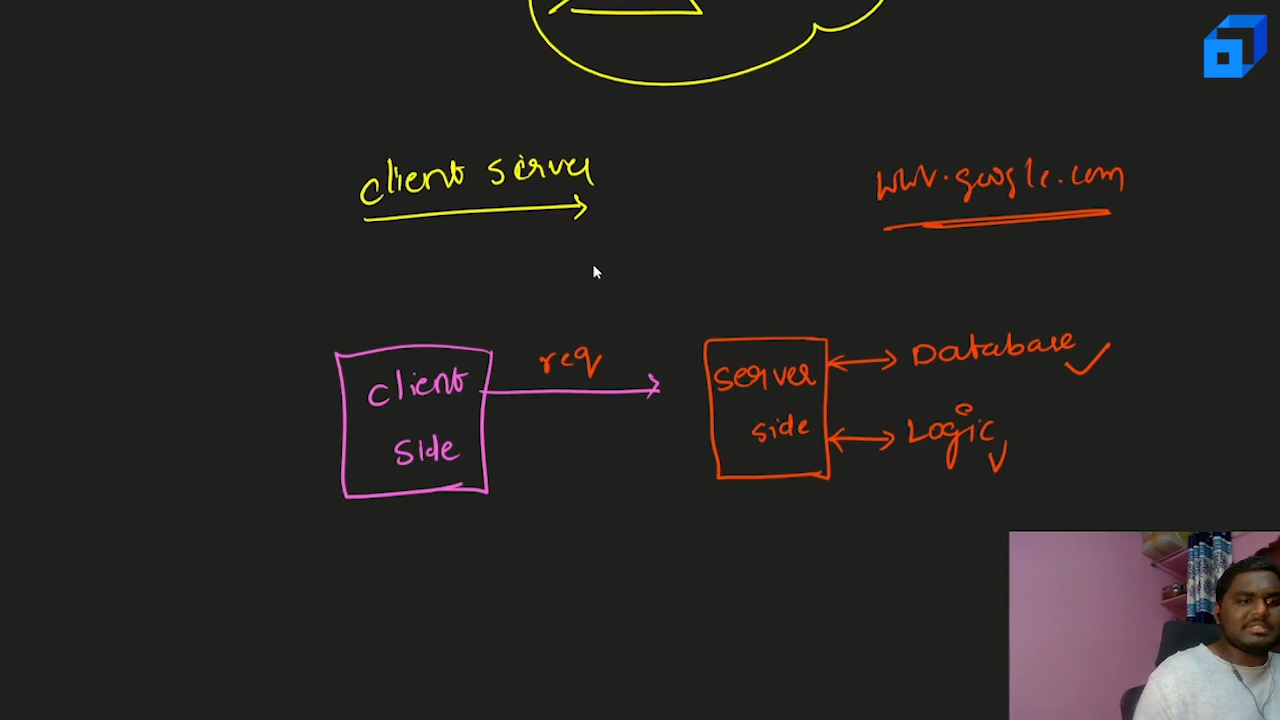 client server
www.google.com
req
client
side
server
side
Database
Logic